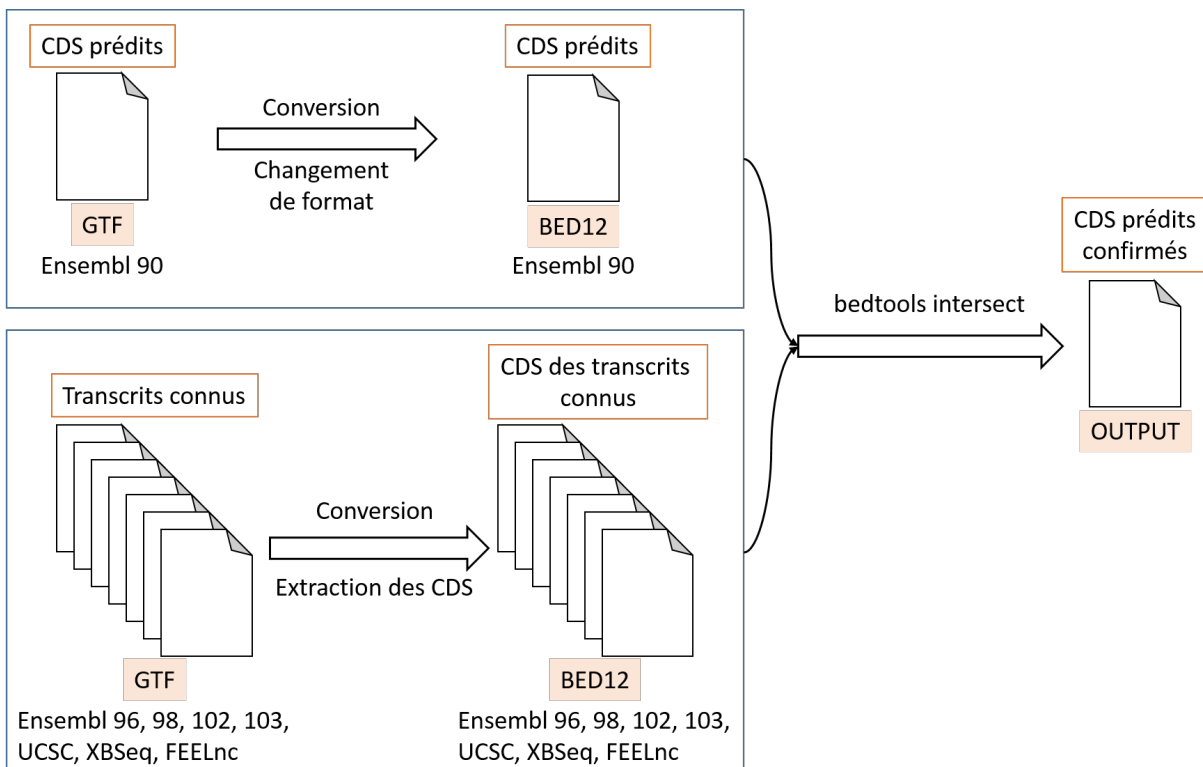 CDS prédits
Conversion
Changement
de format
GTF
Ensembl 90
CDS prédits
BED12
Ensembl 90
Transcrits connus
Conversion
Extraction des CDS
GTF
Ensembl 96, 98, 102, 103,
UCSC, XBSeq, FEELnc
CDS des transcrits
connus
BED12
Ensembl 96, 98, 102, 103,
UCSC, XBSeq, FEELnc
bedtools intersect
CDS prédits
confirmés
OUTPUT